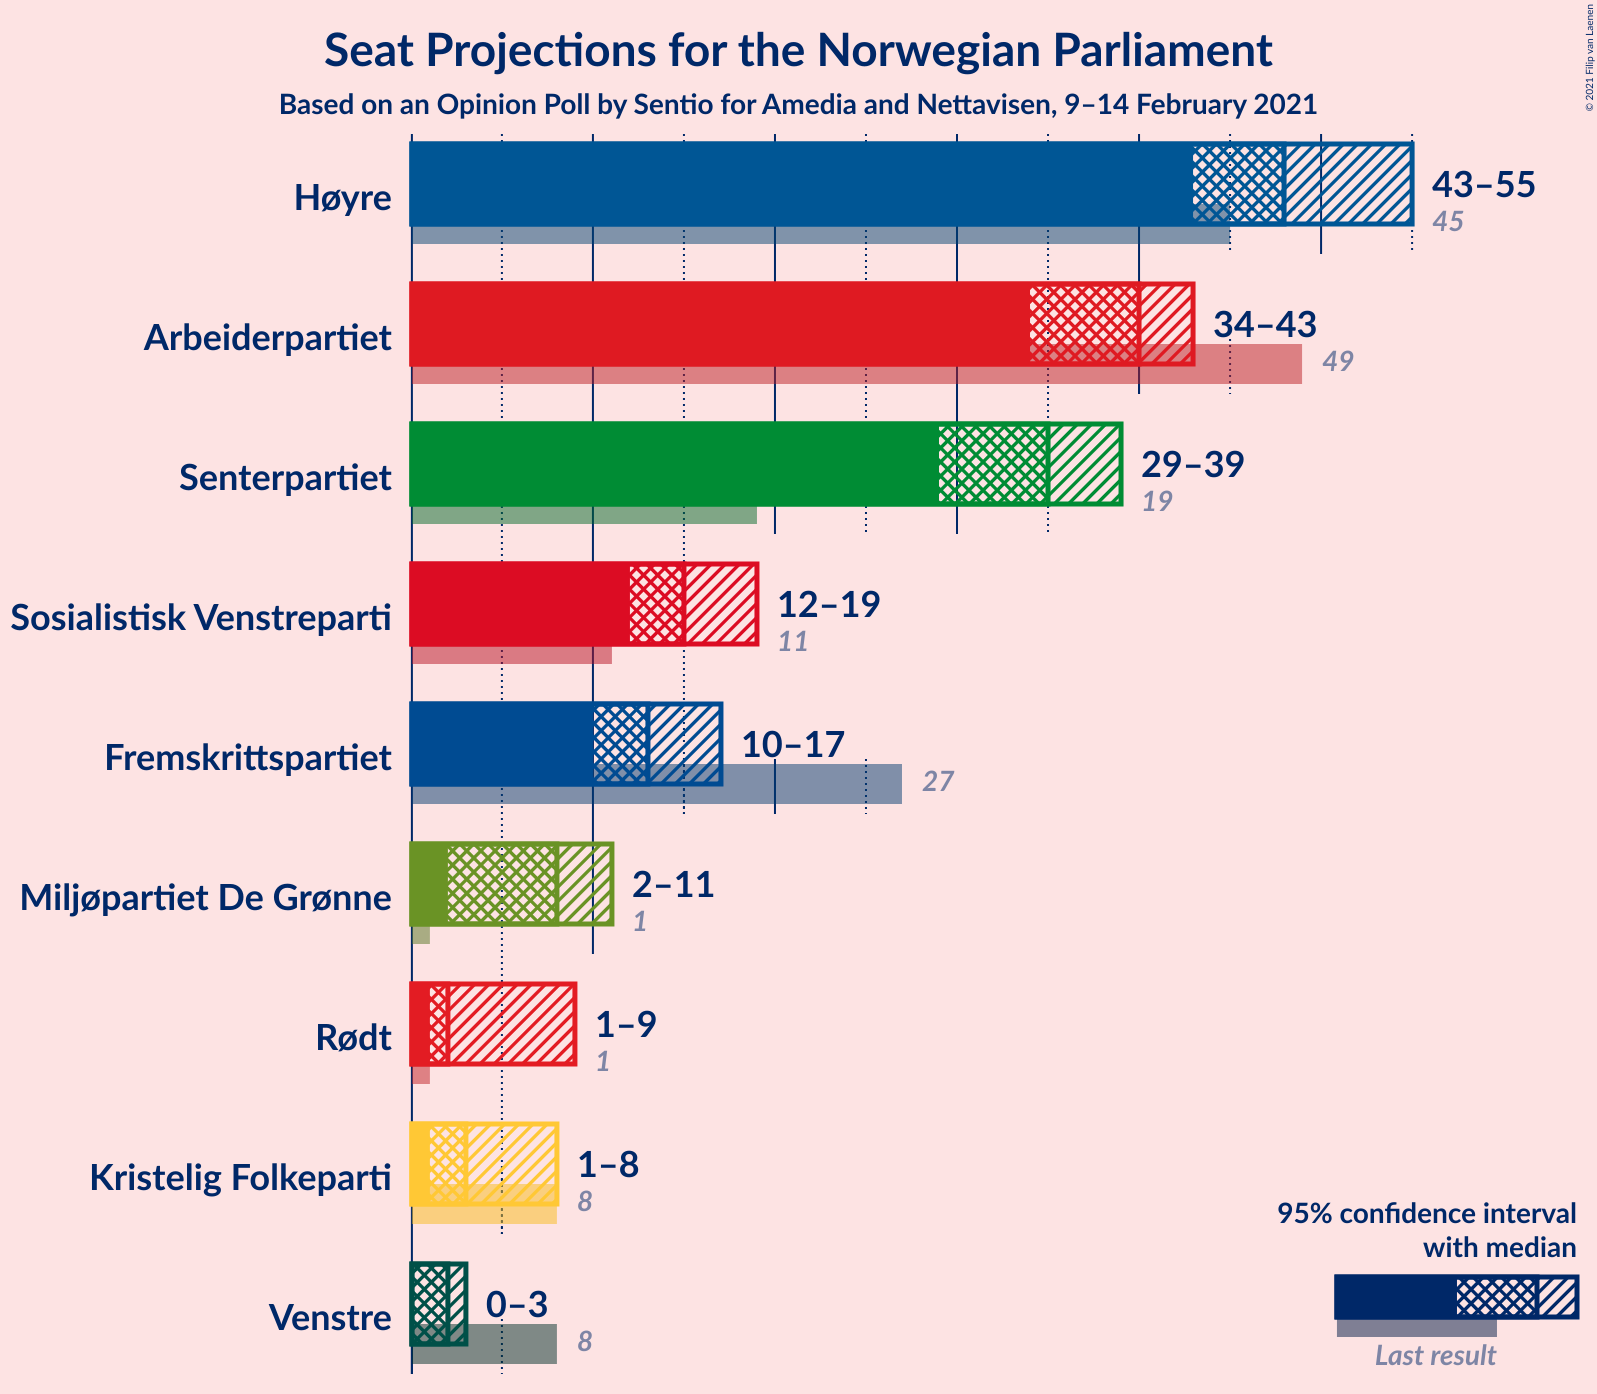 Seat Projections for the Norwegian Parliament
Based on an Opinion Poll by Sentio for Amedia and Nettavisen, 9–14 February 2021
© 2021 Filip van Laenen
Høyre
43–55
45
Arbeiderpartiet
34–43
49
Senterpartiet
29–39
19
Sosialistisk Venstreparti
12–19
11
Fremskrittspartiet
10–17
27
Miljøpartiet De Grønne
2–11
1
Rødt
1–9
1
Kristelig Folkeparti
1–8
8
Venstre
0–3
8
95% confidence interval
with median
Last result